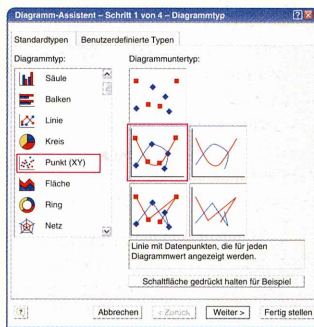 Diagramm-Assistent – Schritt 1 von 4 – Diagrammtyp
Standardtypen Benutzerdefinierte Typen
Diagrammtyp:
Säule
Balken
Linie
Kreis
Punkt (XY)
Fläche
Ring
Netz
Diagrammuntertyp:
Linie mit Datenpunkten, die für jeden
Diagrammwert angezeigt werden.
Schaltfläche gedrückt halten für Beispiel
? Abbrechen < Zurück Weiter > Fertig stellen